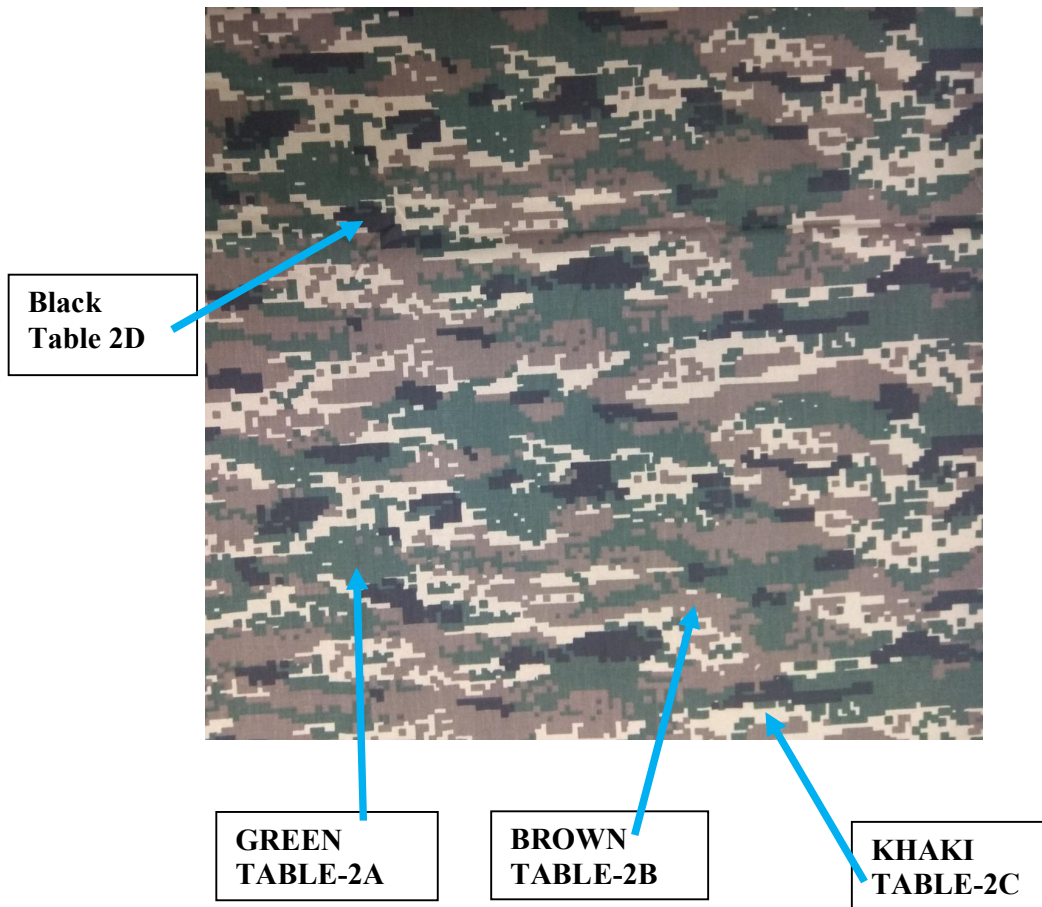 Black
Table 2D
GREEN
TABLE-2A
BROWN
TABLE-2B
KHAKI
TABLE-2C